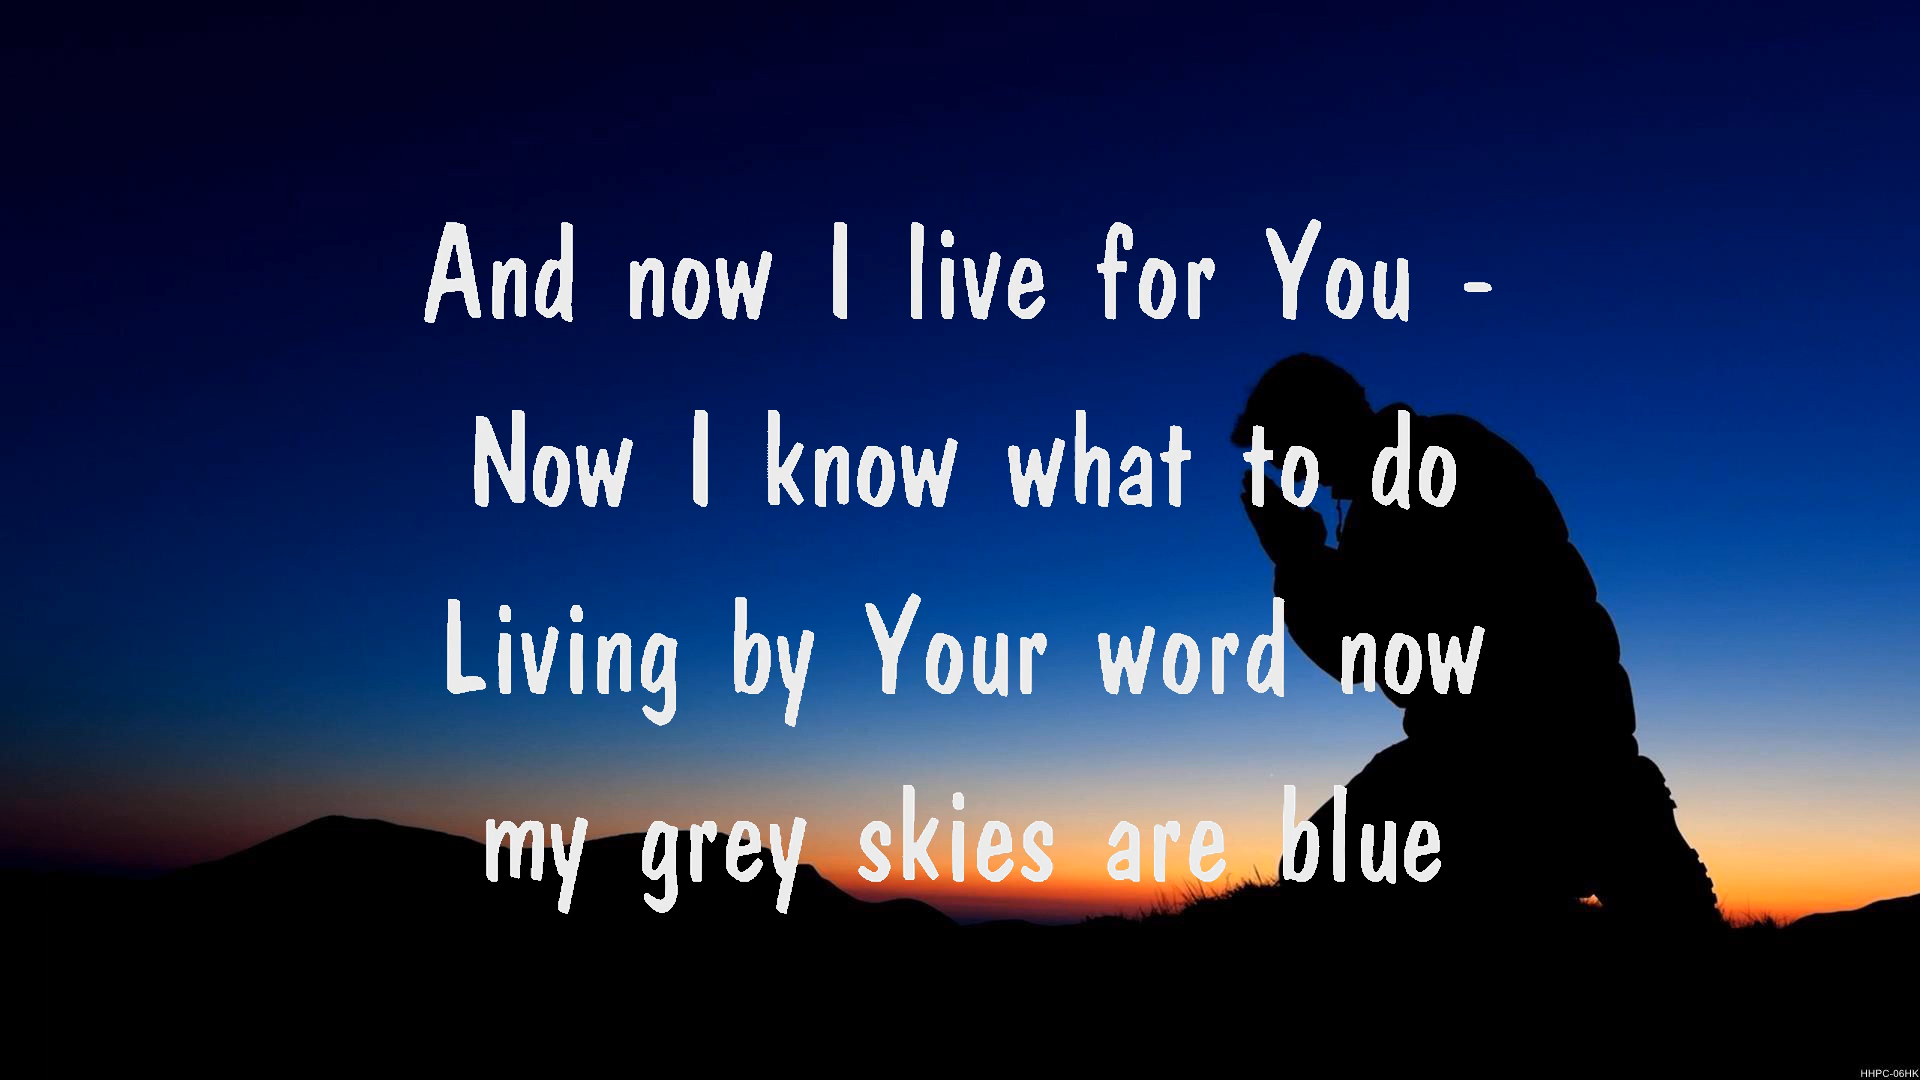 And now I live for You -
Now I know what to do
Living by Your word now
my grey skies are blue
HHPC-06HK